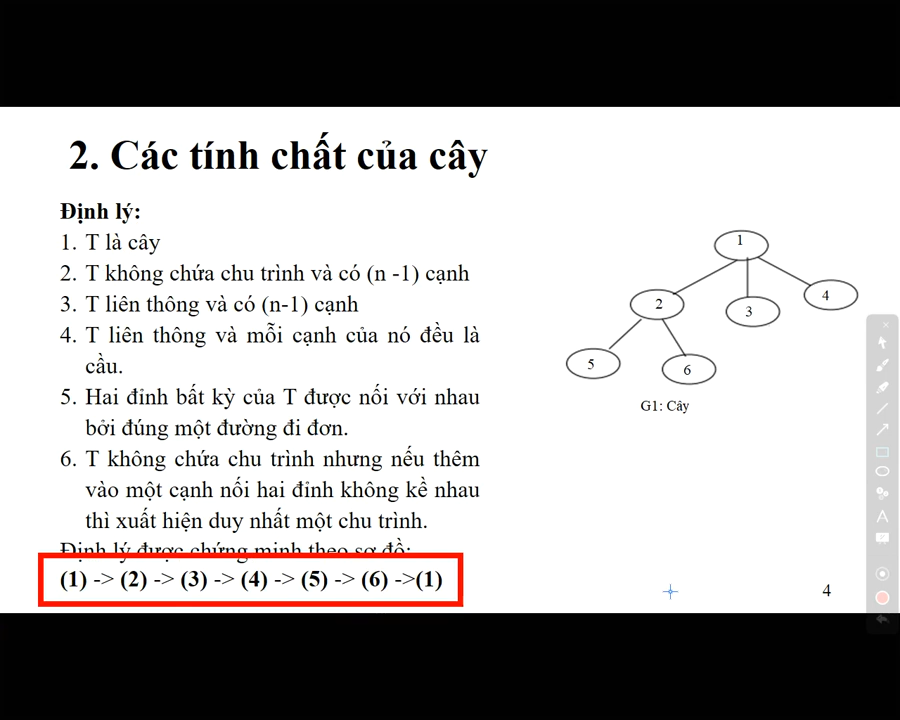 2. Các tính chất của cây
Định lý:
1. T là cây
2. T không chứa chu trình và có (n -1) cạnh
3. T liên thông và có (n-1) cạnh
4. T liên thông và mỗi cạnh của nó đều là
cầu.
5. Hai đỉnh bất kỳ của T được nối với nhau
bởi đúng một đường đi đơn.
6. T không chứa chu trình nhưng nếu thêm
vào một cạnh nối hai đỉnh không kề nhau
thì xuất hiện duy nhất một chu trình.
Định lý được chứng minh theo sơ đồ:
(1) -> (2) -> (3) -> (4) -> (5) -> (6) ->(1)
1
2
3
4
5
6
G1: Cây
4
A